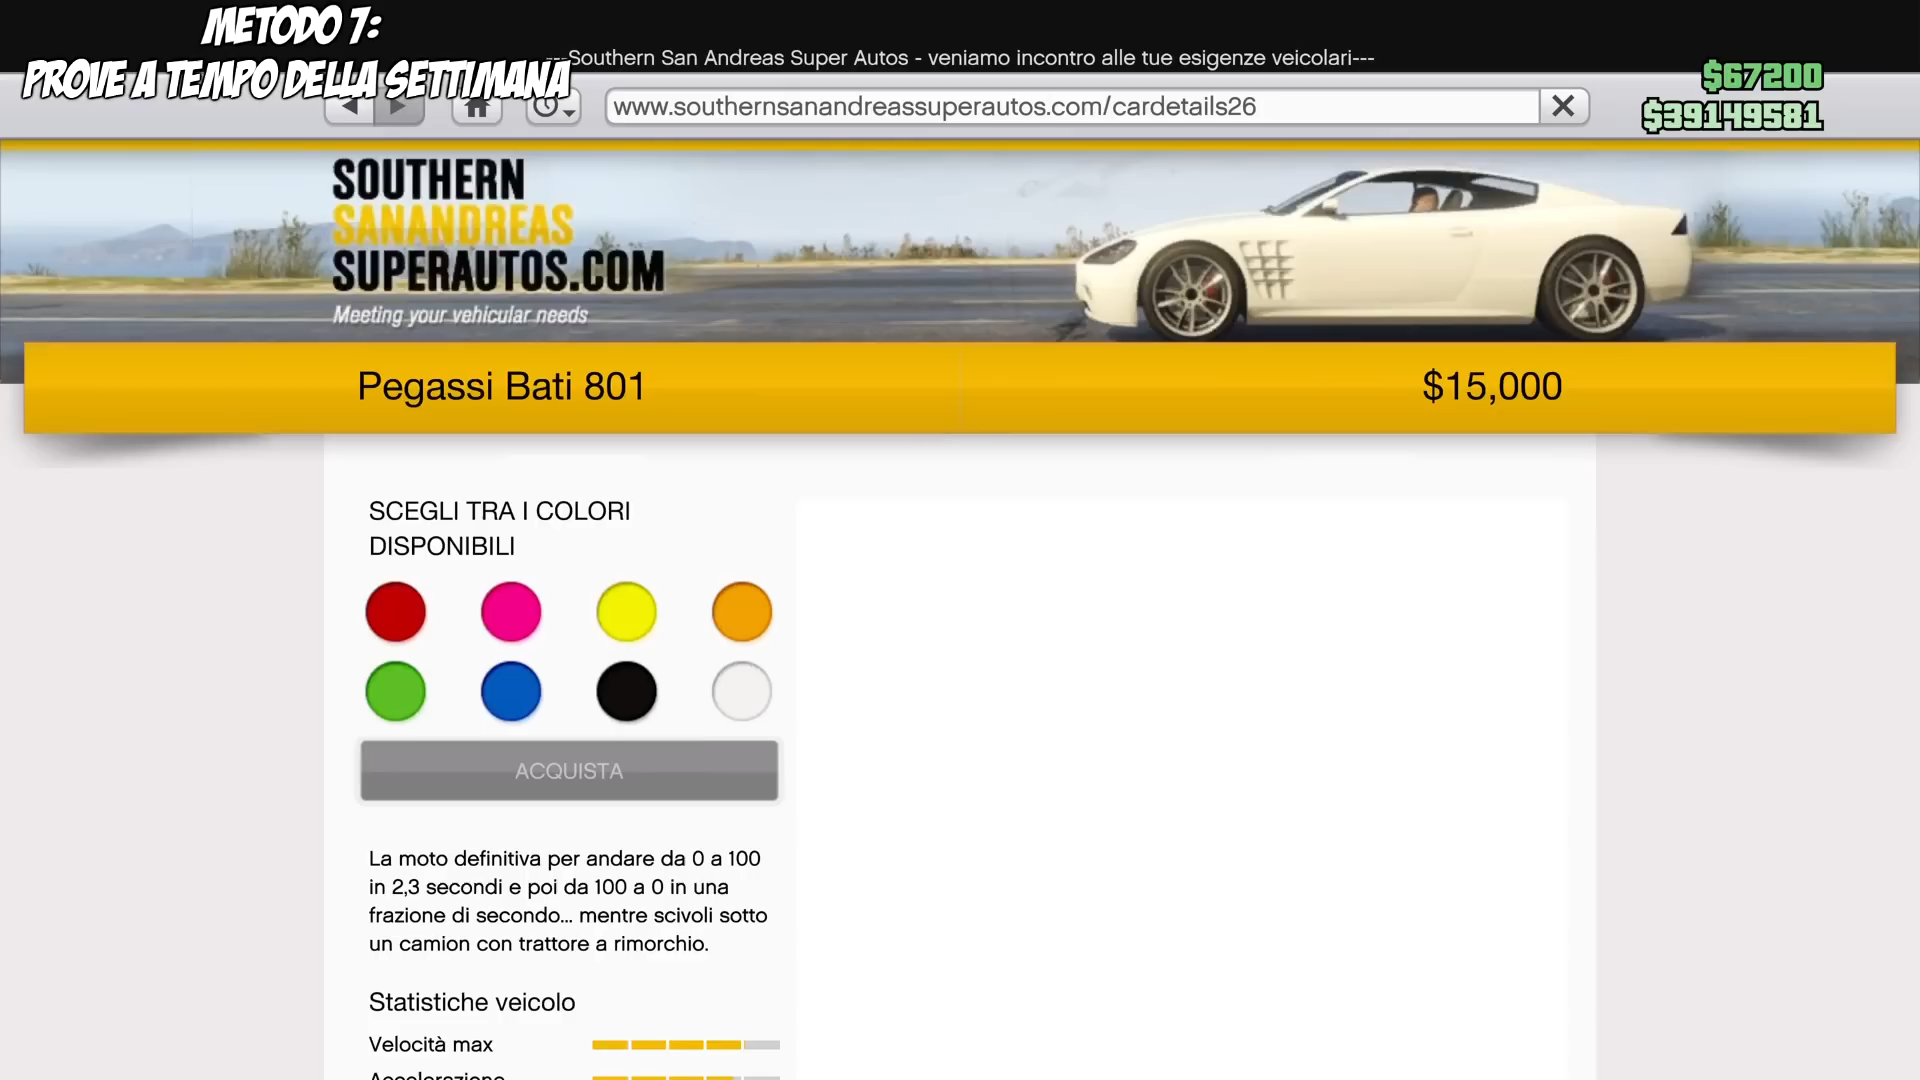 METODO 7:
PROVE A TEMPO DELLA SETTIMANA
---Southern San Andreas Super Autos - veniamo incontro alle tue esigenze veicolari---
$67200
$39149581
www.southernsanandreassuperautos.com/cardetails26
SOUTHERN
SANANDREAS
SUPERAUTOS.COM
Meeting your vehicular needs
Pegassi Bati 801
$15,000
SCEGLI TRA I COLORI
DISPONIBILI
ACQUISTA
La moto definitiva per andare da 0 a 100
in 2,3 secondi e poi da 100 a 0 in una
frazione di secondo... mentre scivoli sotto
un camion con trattore a rimorchio.
Statistiche veicolo
Velocità max
Accelerazione